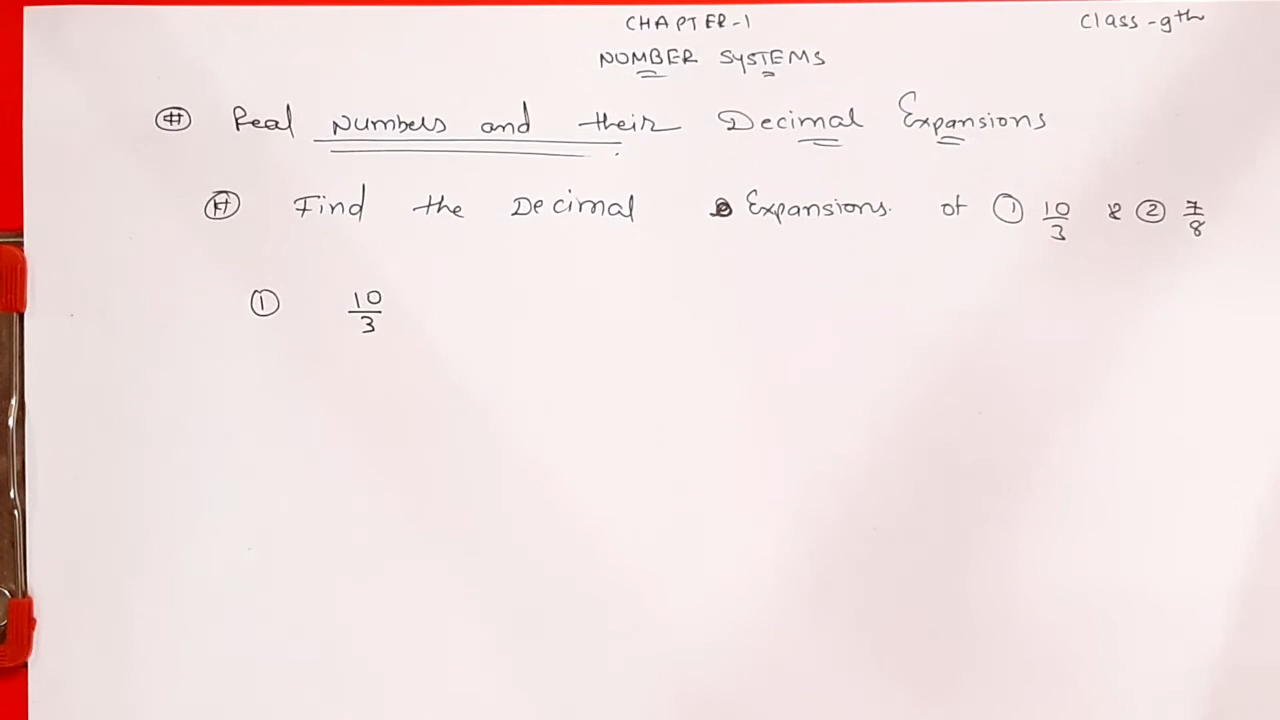 CHAPTER-1
Class - 9th
NUMBER SYSTEMS
# Real Numbers and their Decimal Expansions
# Find the Decimal Expansions. of ① 10/3 & ② 7/8
① 10/3